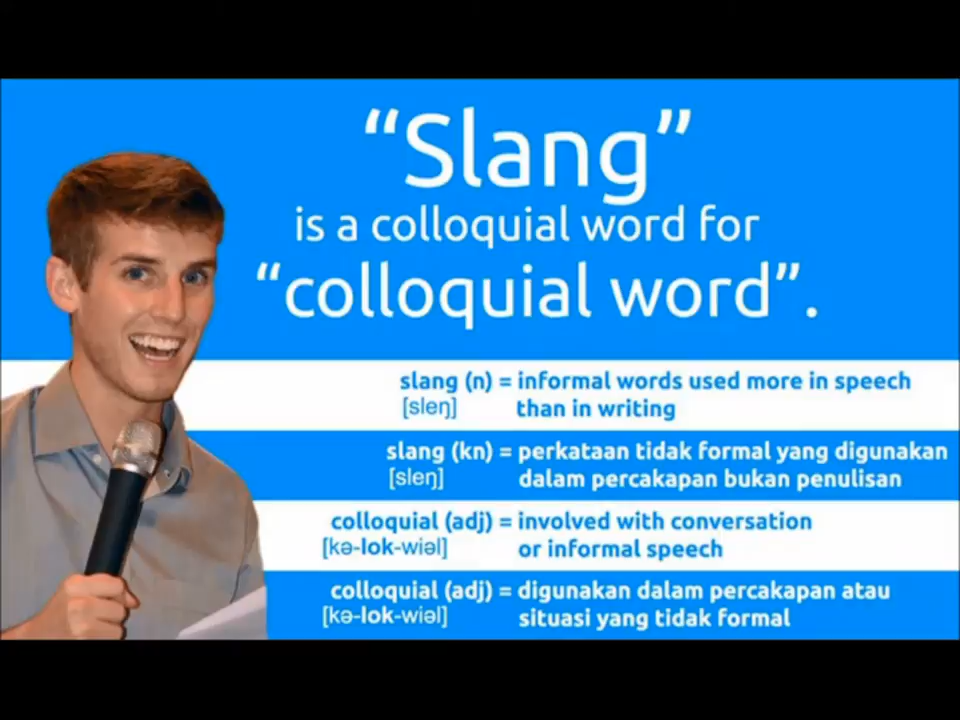 “Slang”
is a colloquial word for
“colloquial word”.
slang (n) = informal words used more in speech
[sleŋ] than in writing
slang (kn) = perkataan tidak formal yang digunakan
[sleŋ] dalam percakapan bukan penulisan
colloquial (adj) = involved with conversation
[kə-lok-wiəl] or informal speech
colloquial (adj) = digunakan dalam percakapan atau
[kə-lok-wiəl] situasi yang tidak formal